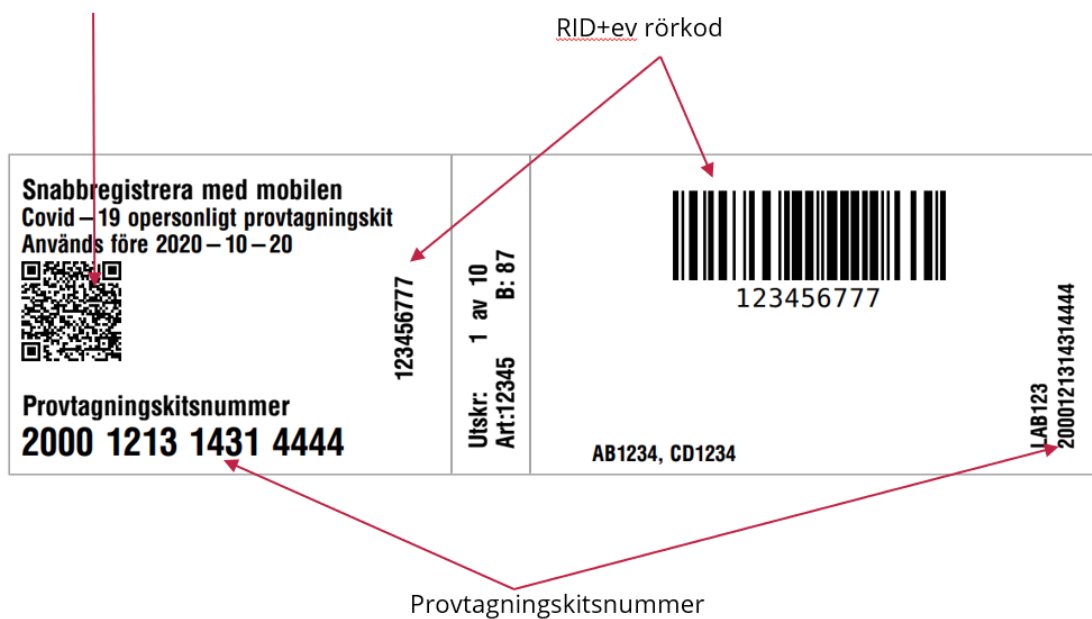 RID+ev rörkod
Snabbregistrera med mobilen
Covid – 19 opersonligt provtagningskit
Används före 2020 – 10 – 20
123456777
Provtagningskitsnummer
2000 1213 1431 4444
Utskr: 1 av 10
Art:12345 B: 87
123456777
AB1234, CD1234
LAB123
2000121314314444
Provtagningskitsnummer